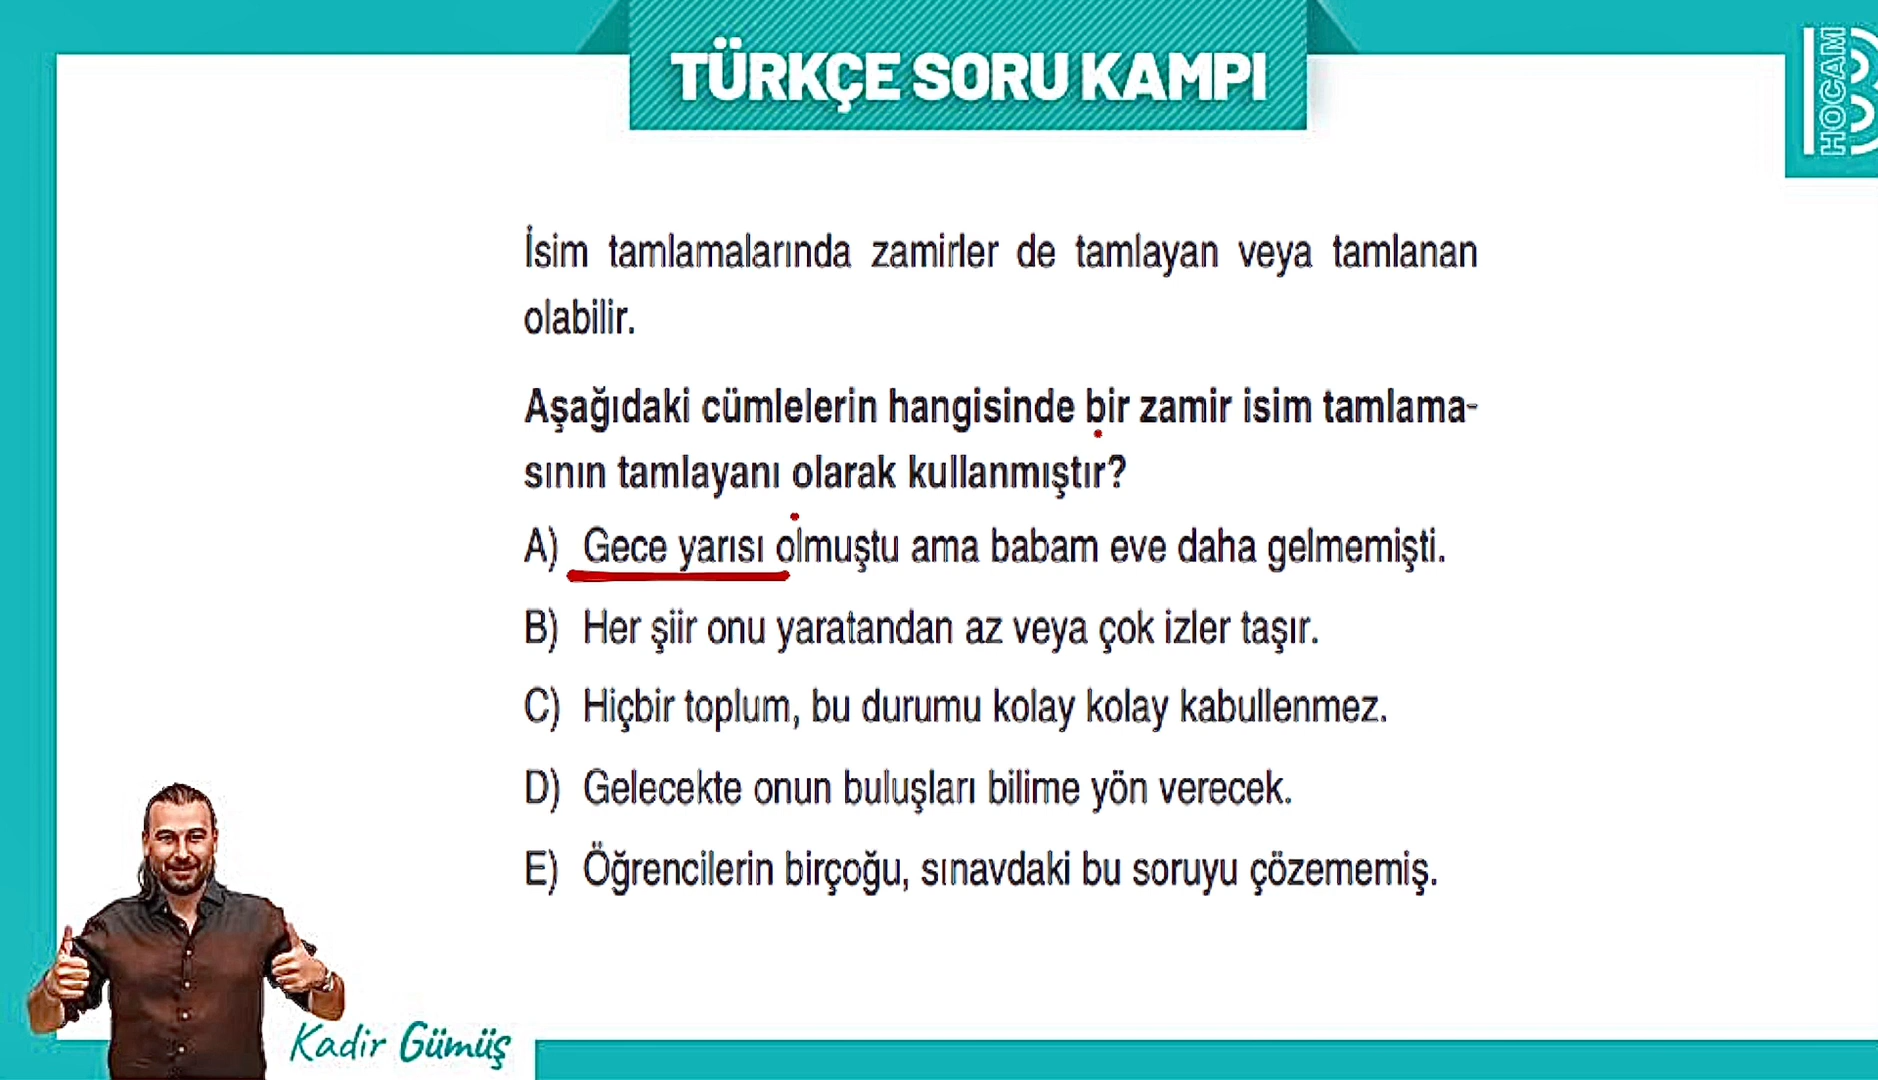 TÜRKÇE SORU KAMPI
HOCAM
İsim tamlamalarında zamirler de tamlayan veya tamlanan
olabilir.
Aşağıdaki cümlelerin hangisinde bir zamir isim tamlama-
sının tamlayanı olarak kullanmıştır?
A) Gece yarısı olmuştu ama babam eve daha gelmemişti.
B) Her şiir onu yaratandan az veya çok izler taşır.
C) Hiçbir toplum, bu durumu kolay kolay kabullenmez.
D) Gelecekte onun buluşları bilime yön verecek.
E) Öğrencilerin birçoğu, sınavdaki bu soruyu çözememiş.
Kadir Gümüş